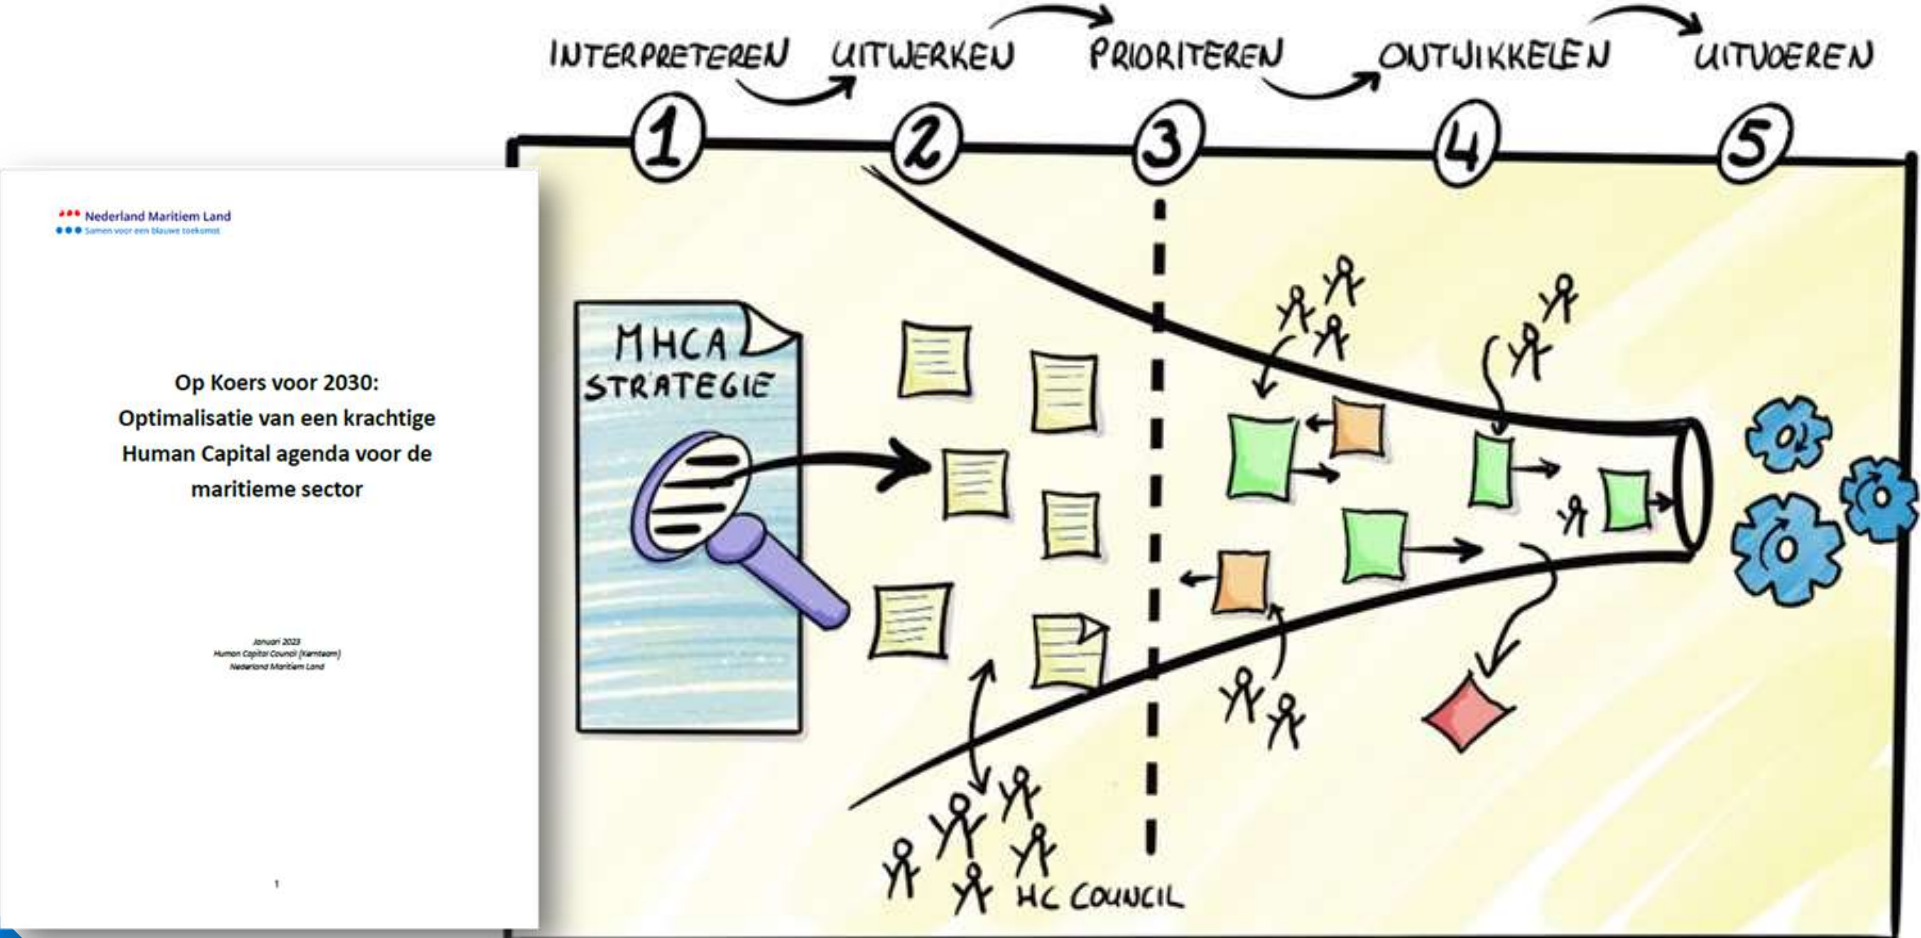 Nederland Maritiem Land
Samen voor een blauwe toekomst
Op Koers voor 2030:
Optimalisatie van een krachtige
Human Capital agenda voor de
maritieme sector
Januari 2023
Human Capital Council (Kernteam)
Nederland Maritiem Land
1
INTERPRETEREN UITWERKEN PRIORITEREN ONTWIKKELEN UITVOEREN
1 2 3 4 5
MHCA
STRATEGIE
HC COUNCIL